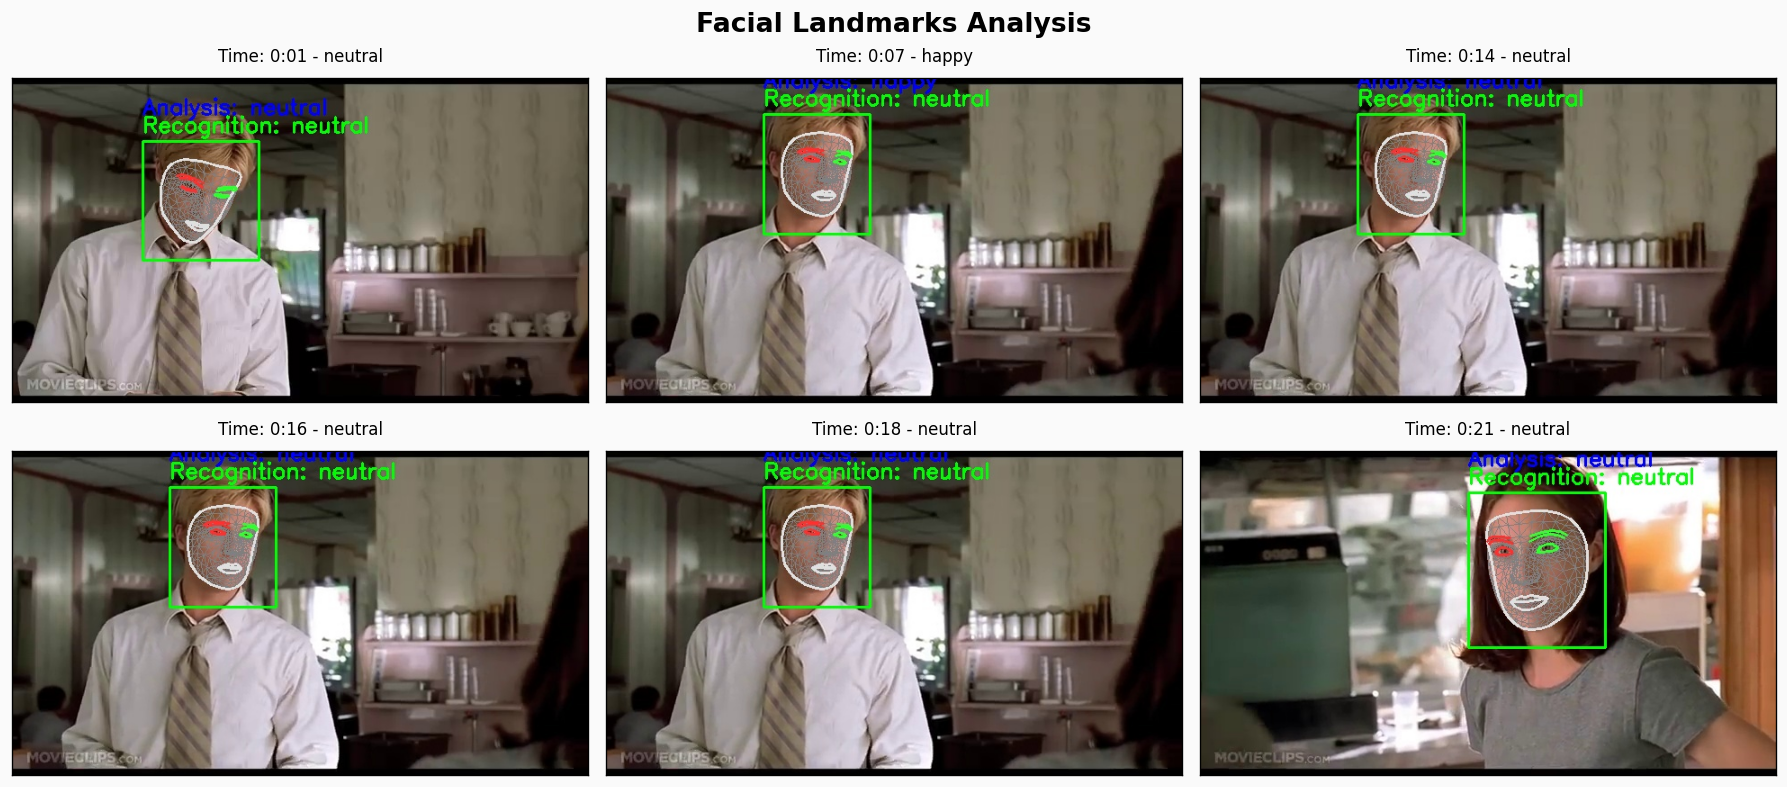 Facial Landmarks Analysis
Time: 0:01 - neutral
Analysis: neutral
Recognition: neutral
MOVIECLIPS.COM
Time: 0:07 - happy
Analysis: happy
Recognition: neutral
MOVIECLIPS.COM
Time: 0:14 - neutral
Analysis: neutral
Recognition: neutral
MOVIECLIPS.COM
Time: 0:16 - neutral
Analysis: neutral
Recognition: neutral
MOVIECLIPS.COM
Time: 0:18 - neutral
Analysis: neutral
Recognition: neutral
MOVIECLIPS.COM
Time: 0:21 - neutral
Analysis: neutral
Recognition: neutral
MOVIECLIPS.COM